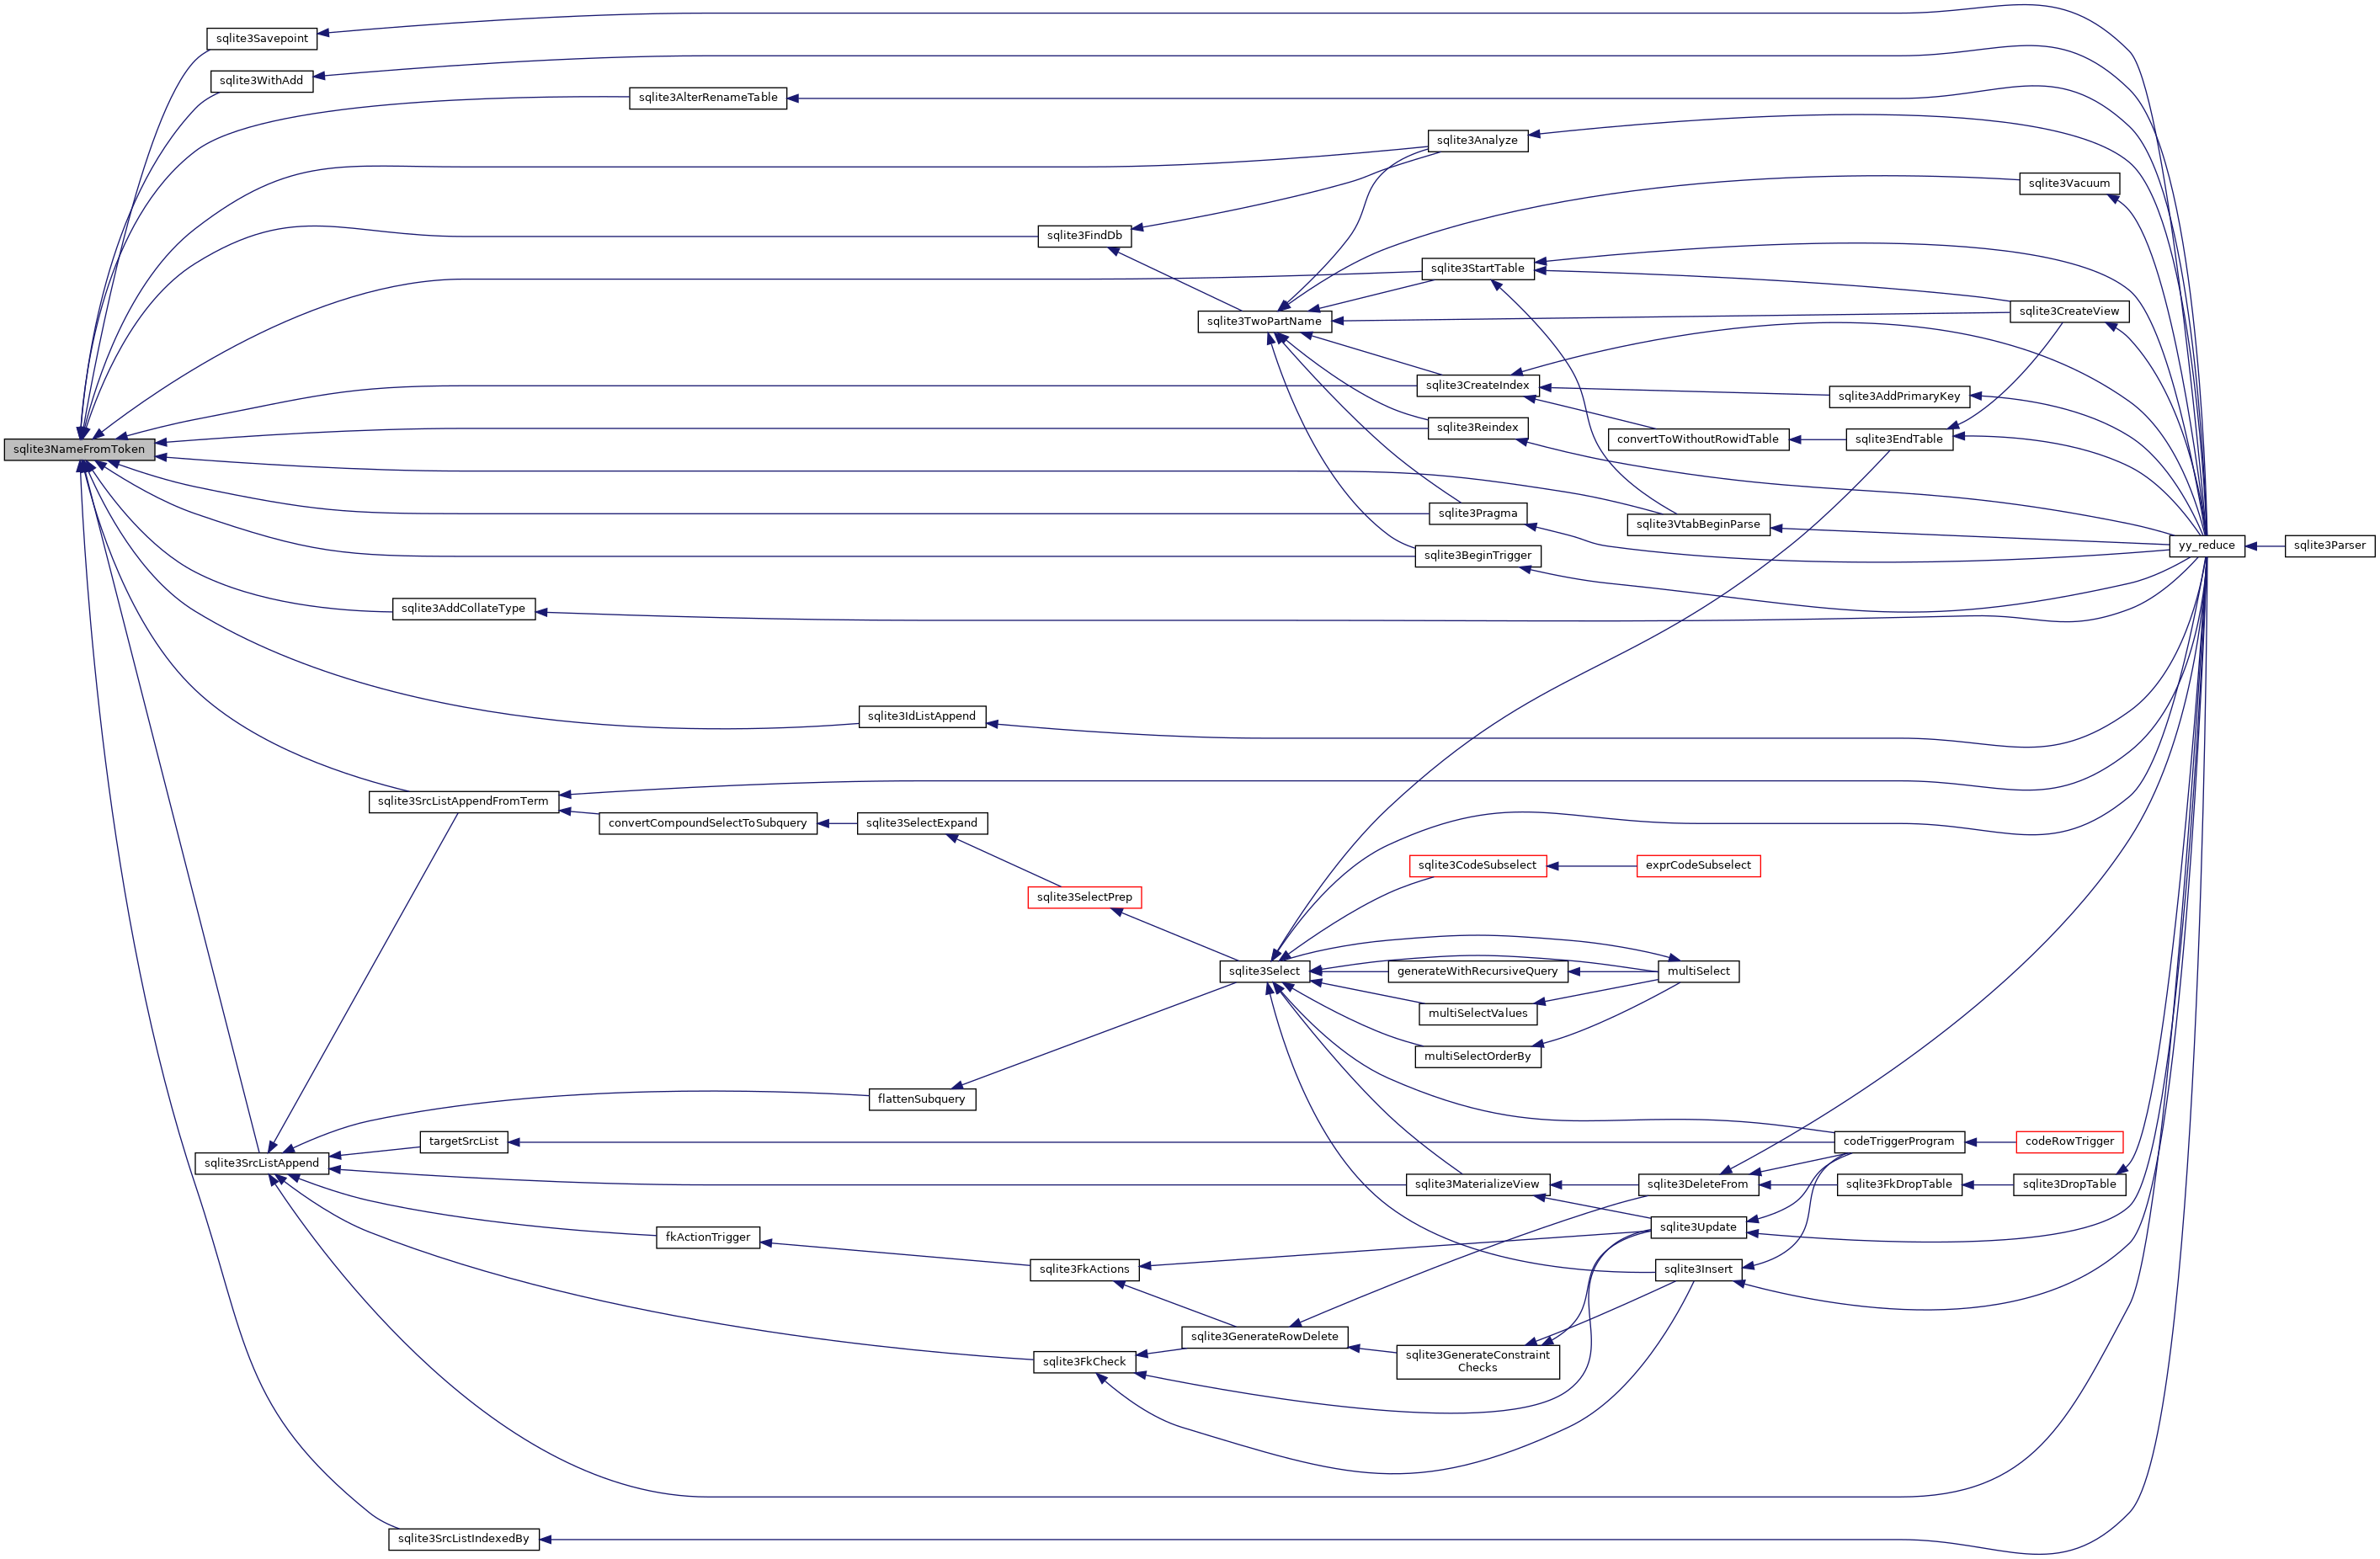 sqlite3Savepoint
sqlite3WithAdd
sqlite3AlterRenameTable
sqlite3Analyze
sqlite3Vacuum
sqlite3FindDb
sqlite3StartTable
sqlite3CreateView
sqlite3TwoPartName
sqlite3CreateIndex
sqlite3AddPrimaryKey
sqlite3Reindex
convertToWithoutRowidTable
sqlite3EndTable
sqlite3NameFromToken
sqlite3Pragma
sqlite3VtabBeginParse
yy_reduce
sqlite3Parser
sqlite3BeginTrigger
sqlite3AddCollateType
sqlite3IdListAppend
sqlite3SrcListAppendFromTerm
convertCompoundSelectToSubquery
sqlite3SelectExpand
sqlite3CodeSubselect
exprCodeSubselect
sqlite3SelectPrep
sqlite3Select
generateWithRecursiveQuery
multiSelect
multiSelectValues
multiSelectOrderBy
flattenSubquery
targetSrcList
codeTriggerProgram
codeRowTrigger
sqlite3SrcListAppend
sqlite3MaterializeView
sqlite3DeleteFrom
sqlite3FkDropTable
sqlite3DropTable
sqlite3Update
fkActionTrigger
sqlite3FkActions
sqlite3Insert
sqlite3GenerateRowDelete
sqlite3GenerateConstraint
Checks
sqlite3FkCheck
sqlite3SrcListIndexedBy